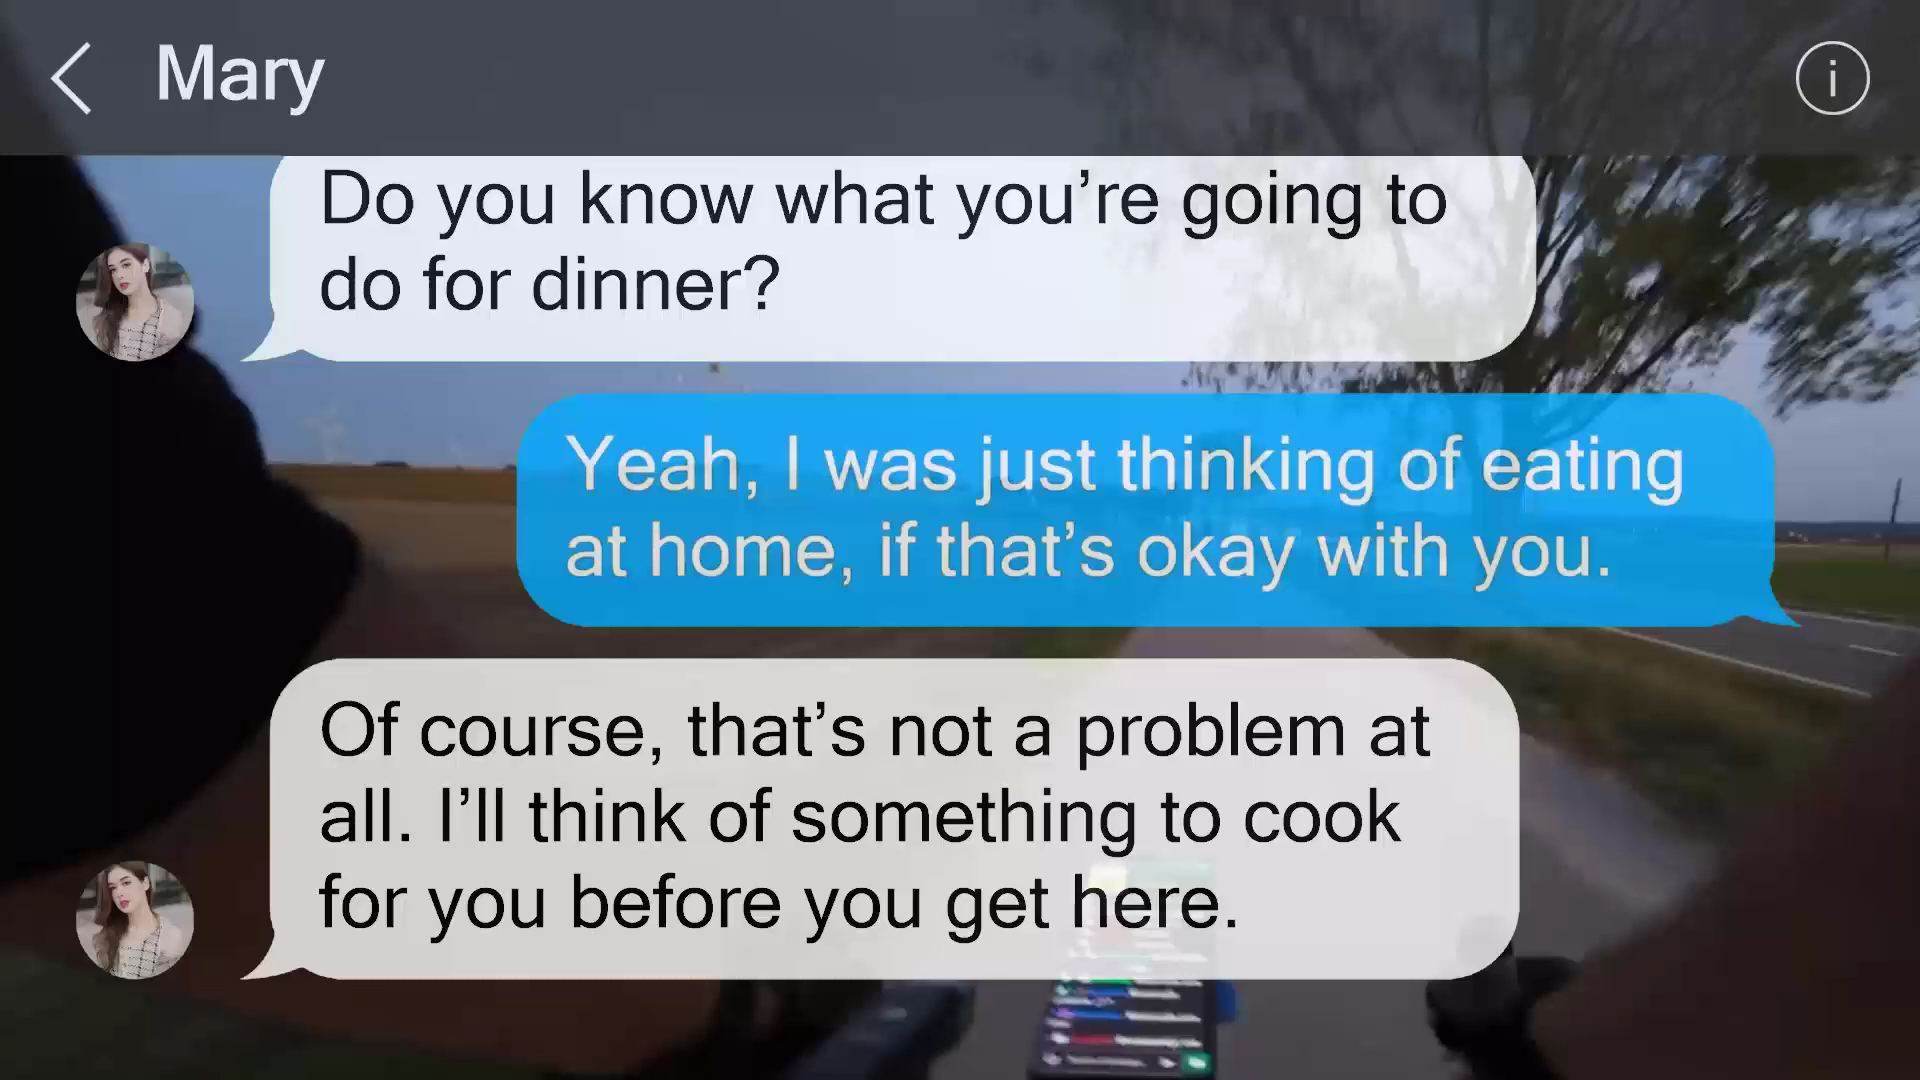 Mary
Do you know what you’re going to
do for dinner?
Yeah, I was just thinking of eating
at home, if that’s okay with you.
Of course, that’s not a problem at
all. I’ll think of something to cook
for you before you get here.